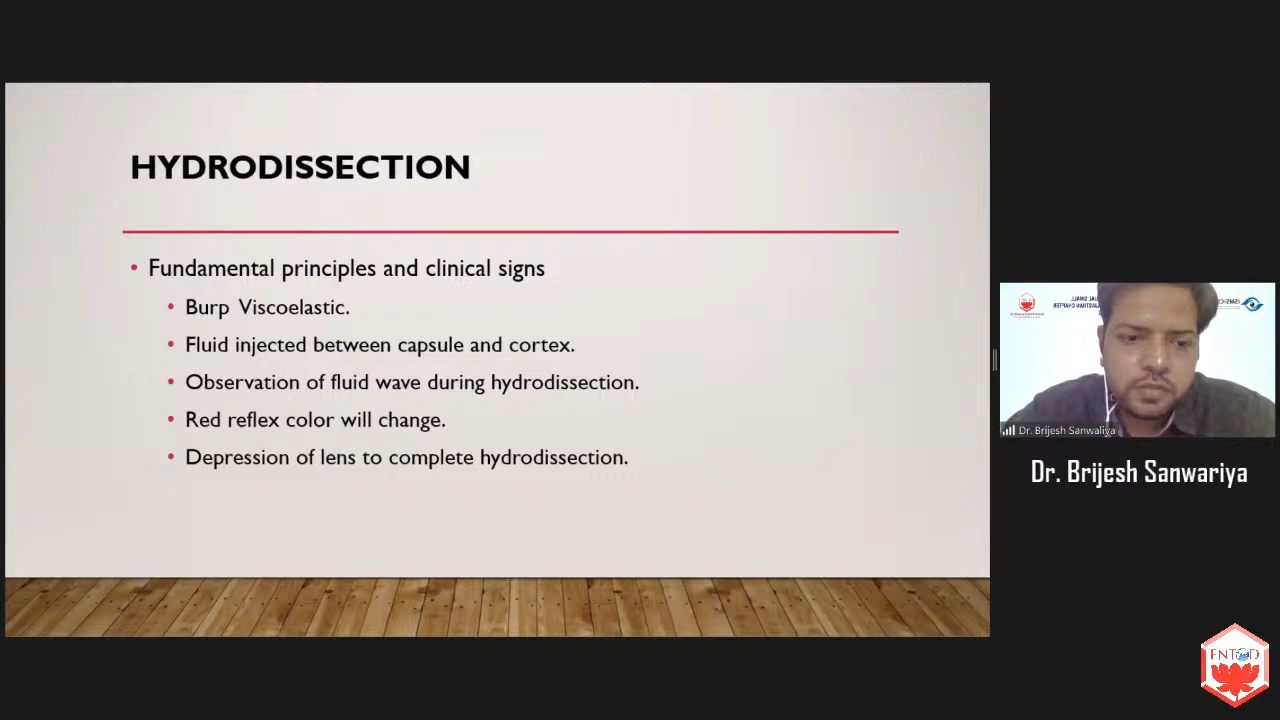 HYDRODISSECTION
• Fundamental principles and clinical signs
• Burp Viscoelastic.
• Fluid injected between capsule and cortex.
• Observation of fluid wave during hydrodissection.
• Red reflex color will change.
• Depression of lens to complete hydrodissection.
Dr. Brijesh Sanwaliya
Dr. Brijesh Sanwariya
ENTOD